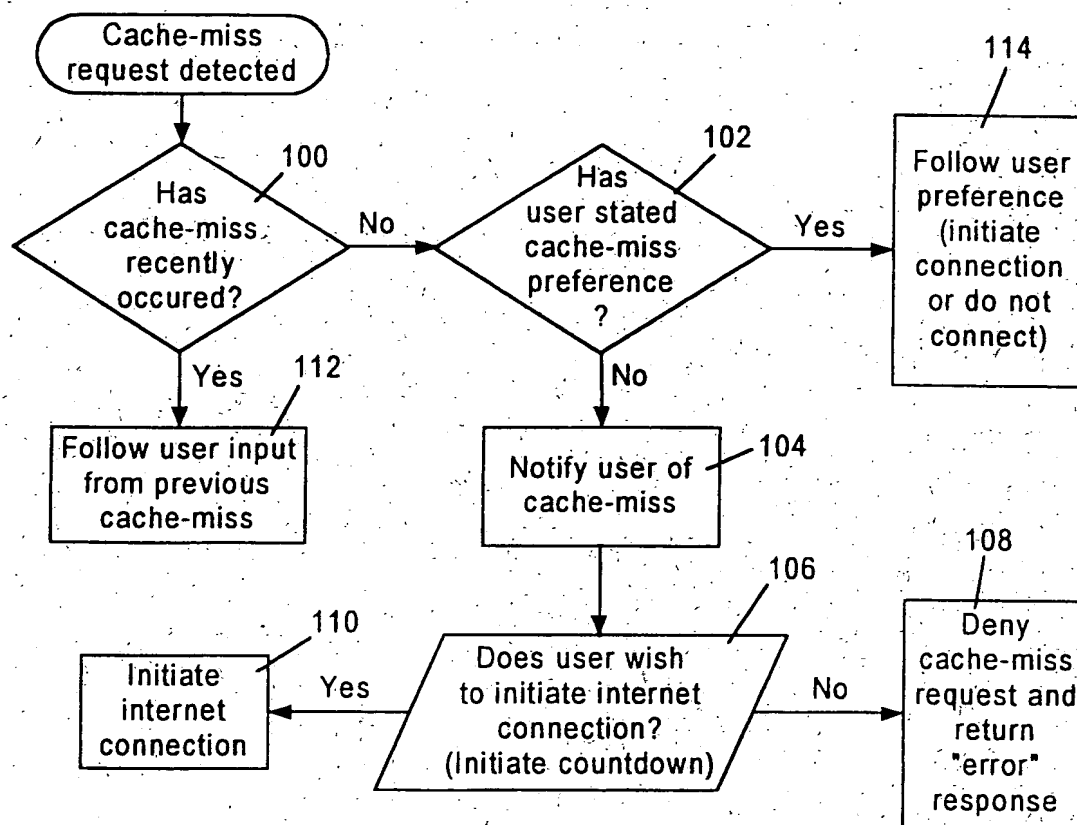 Cache-miss
request detected
100
Has
cache-miss
recently
occured?
No
Yes
112
Follow user input
from previous
cache-miss
102
Has
user stated
cache-miss
preference
?
Yes
114
Follow user
preference
(initiate
connection
or do not
connect)
No
104
Notify user of
cache-miss
106
Does user wish
to initiate internet
connection?
(Initiate countdown)
Yes
110
Initiate
internet
connection
No
108
Deny
cache-miss
request and
return
"error"
response